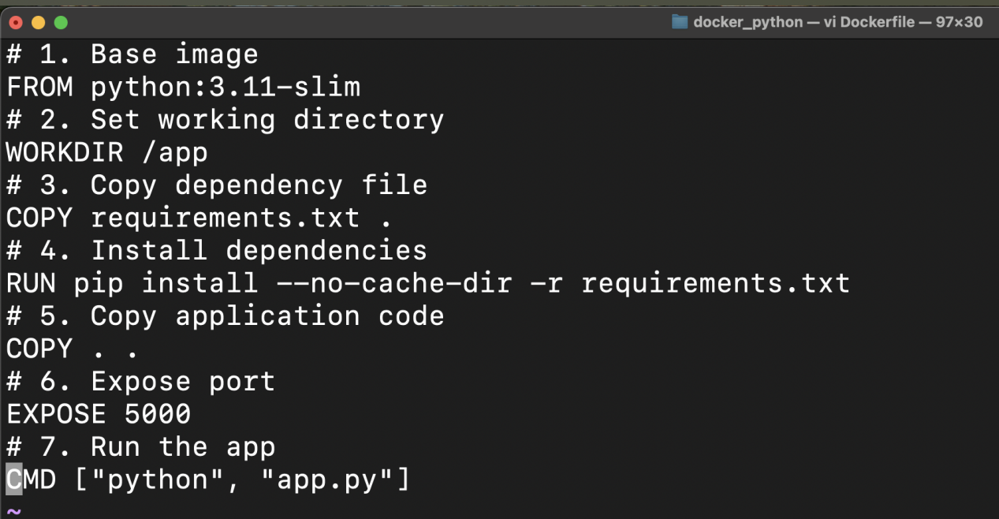 docker_python — vi Dockerfile — 97×30
# 1. Base image
FROM python:3.11-slim
# 2. Set working directory
WORKDIR /app
# 3. Copy dependency file
COPY requirements.txt .
# 4. Install dependencies
RUN pip install --no-cache-dir -r requirements.txt
# 5. Copy application code
COPY . .
# 6. Expose port
EXPOSE 5000
# 7. Run the app
CMD ["python", "app.py"]
~